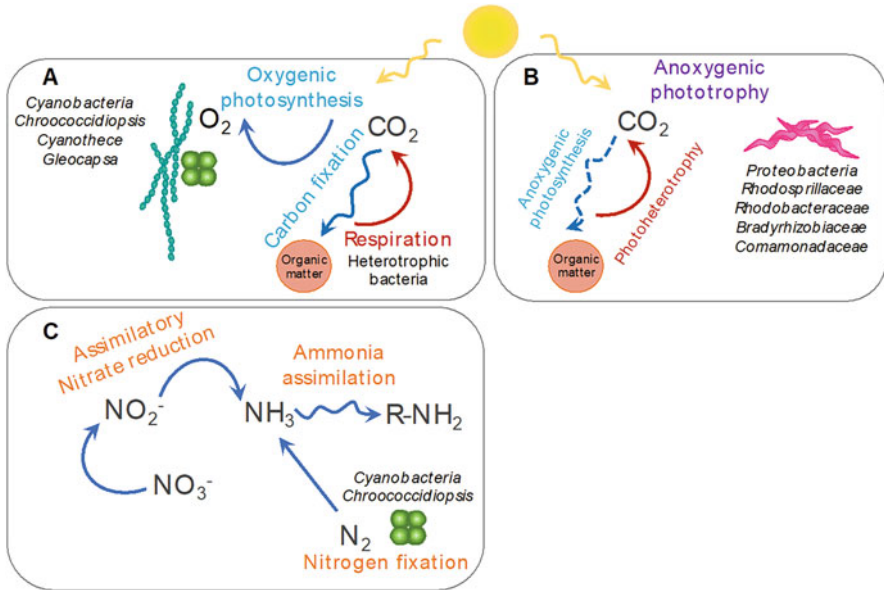 A
Oxygenic
photosynthesis
Cyanobacteria
Chroococcidiopsis
Cyanothece
Gleocapsa
O2
CO2
Carbon fixation
Organic
matter
Respiration
Heterotrophic
bacteria
B
Anoxygenic
phototrophy
CO2
Anoxygenic
photosynthesis
Photoheterotrophy
Organic
matter
Proteobacteria
Rhodosprillaceae
Rhodobacteraceae
Bradyrhizobiaceae
Comamonadaceae
C
Assimilatory
Nitrate reduction
Ammonia
assimilation
NO2-
NH3
R-NH2
NO3-
Cyanobacteria
Chroococcidiopsis
N2
Nitrogen fixation